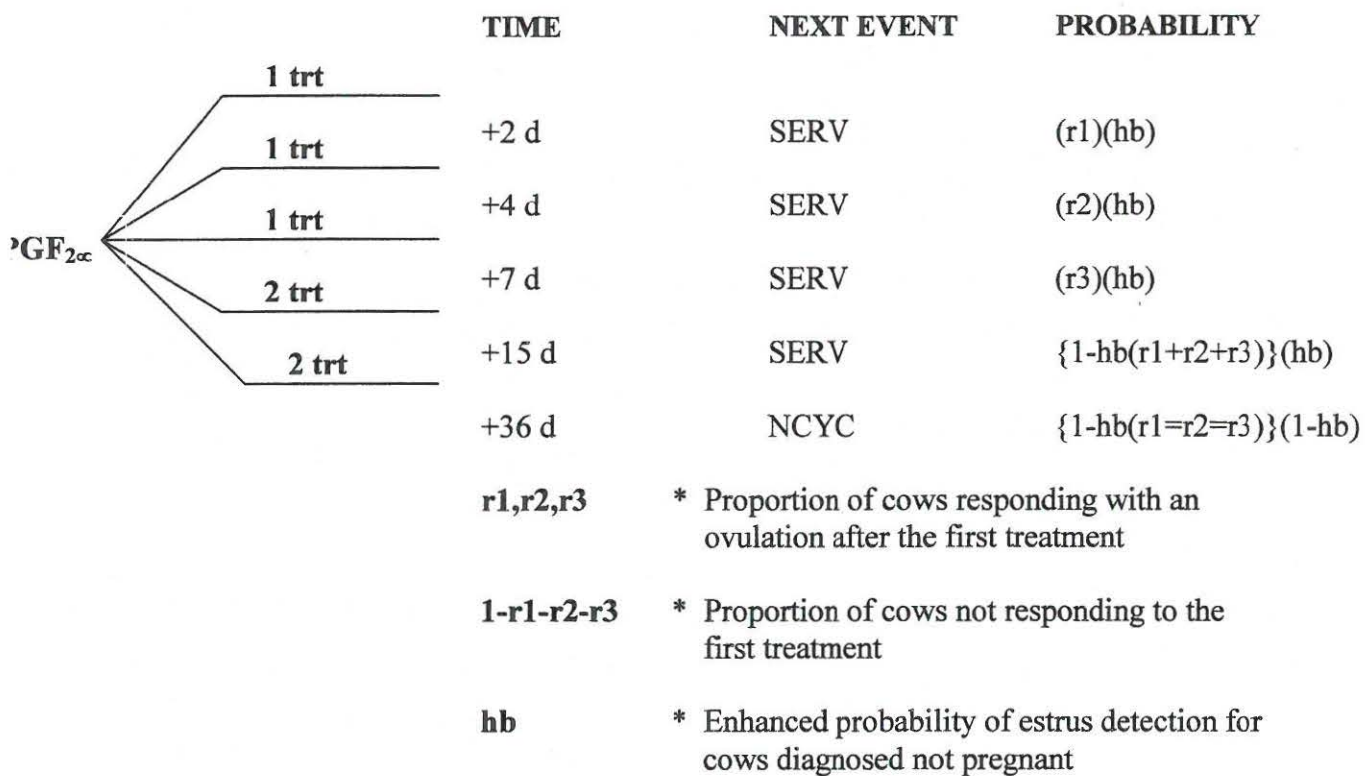 TIME NEXT EVENT PROBABILITY
1 trt
+2 d SERV (r1)(hb)
1 trt
+4 d SERV (r2)(hb)
1 trt
GF2∝
+7 d SERV (r3)(hb)
2 trt
+15 d SERV {1-hb(r1+r2+r3)}(hb)
2 trt
+36 d NCYC {1-hb(r1=r2=r3)}(1-hb)
r1,r2,r3 * Proportion of cows responding with an
ovulation after the first treatment
1-r1-r2-r3 * Proportion of cows not responding to the
first treatment
hb * Enhanced probability of estrus detection for
cows diagnosed not pregnant